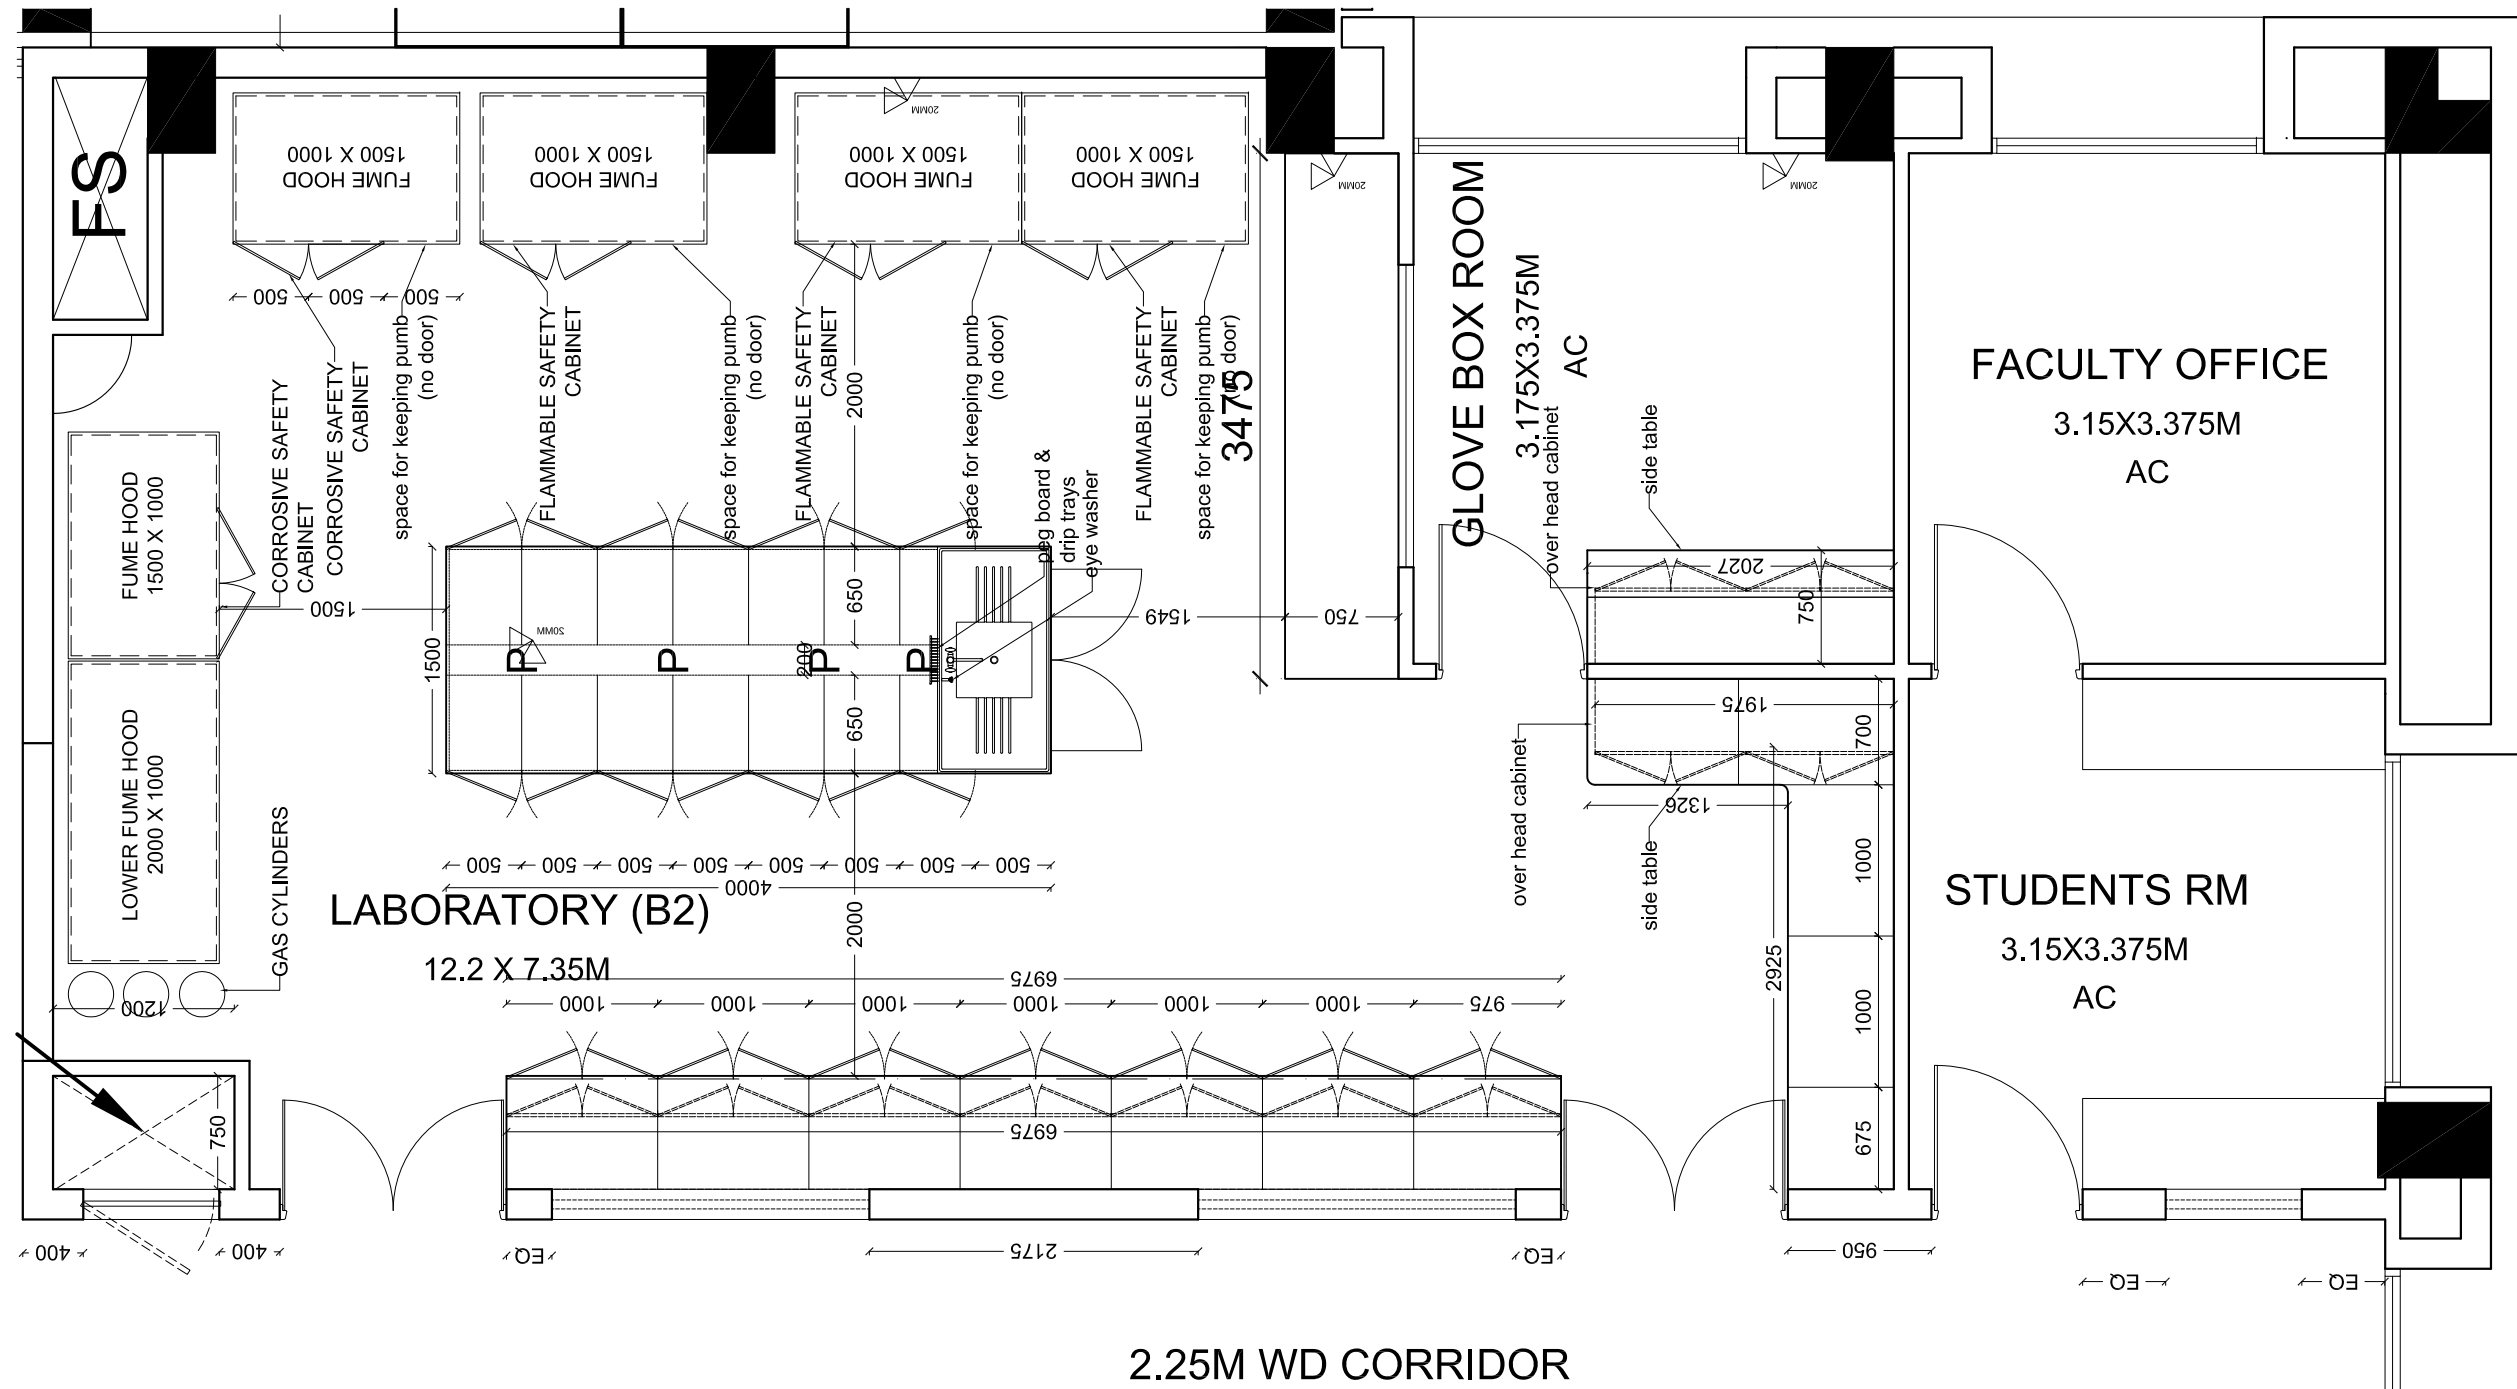 FS
FUME HOOD
1500 X 1000
FUME HOOD
1500 X 1000
FUME HOOD
1500 X 1000
FUME HOOD
1500 X 1000
20MM
20MM
20MM
500
500
500
CORROSIVE SAFETY
CABINET
space for keeping pumb
(no door)
FLAMMABLE SAFETY
CABINET
space for keeping pumb
(no door)
FLAMMABLE SAFETY
CABINET
2000
space for keeping pumb
(no door)
FLAMMABLE SAFETY
CABINET
space for keeping pumb
(no door)
3475
GLOVE BOX ROOM
3.175X3.375M
AC
over head cabinet
side table
FACULTY OFFICE
3.15X3.375M
AC
FUME HOOD
1500 X 1000
CORROSIVE SAFETY
CABINET
1500
1500
20MM
P
P
P
P
200
650
650
peg board &
drip trays
eye washer
1549
750
2027
750
1975
700
1326
over head cabinet
side table
2925
1000
1000
675
LOWER FUME HOOD
2000 X 1000
GAS CYLINDERS
1200
500
500
500
500
500
500
500
500
4000
LABORATORY (B2)
12.2 X 7.35M
2000
6975
1000
1000
1000
1000
1000
1000
975
6975
STUDENTS RM
3.15X3.375M
AC
750
400
400
EQ
2175
EQ
950
EQ
EQ
2.25M WD CORRIDOR